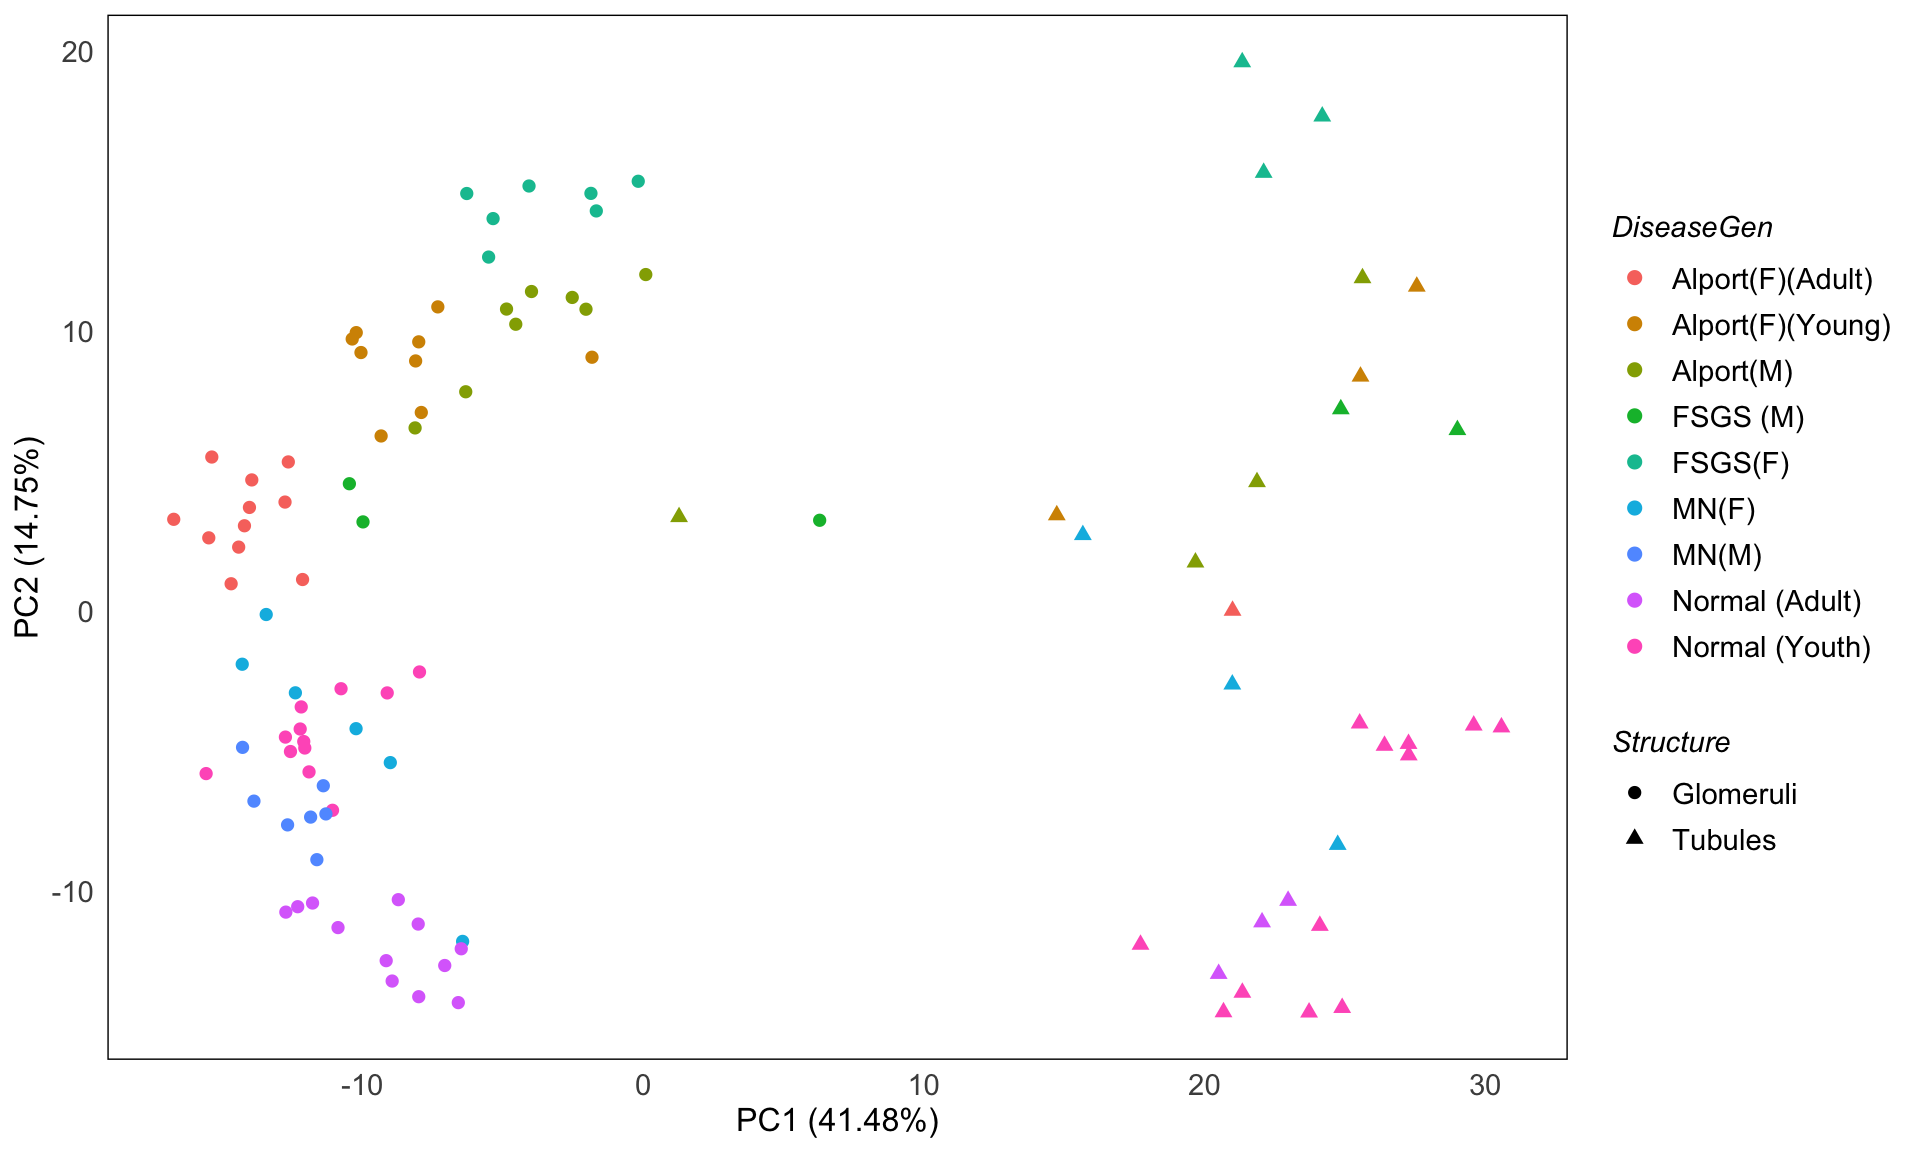 20
10
0
-10
PC2 (14.75%)
-10
0
10
20
30
PC1 (41.48%)
DiseaseGen
Alport(F)(Adult)
Alport(F)(Young)
Alport(M)
FSGS (M)
FSGS(F)
MN(F)
MN(M)
Normal (Adult)
Normal (Youth)
Structure
Glomeruli
Tubules